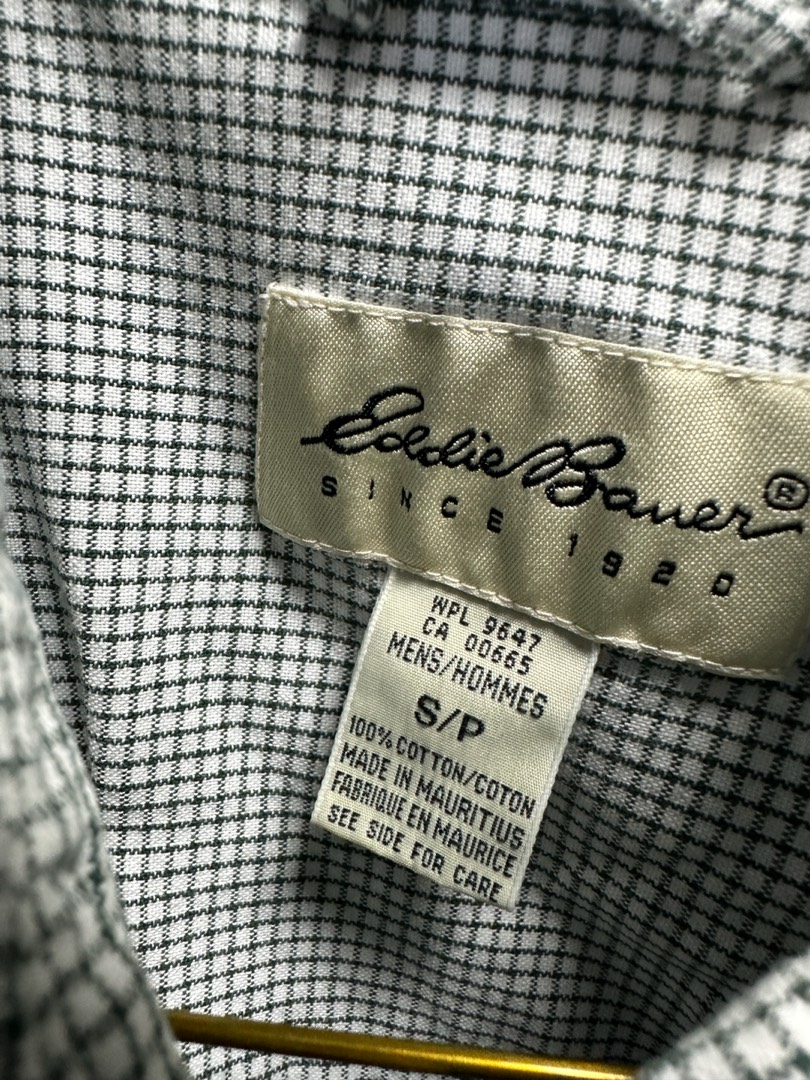 Eddie Bauer®
SINCE 1920
WPL 9647
CA 00665
MENS/HOMMES
S/P
100% COTTON/COTON
MADE IN MAURITIUS
FABRIQUE EN MAURICE
SEE SIDE FOR CARE